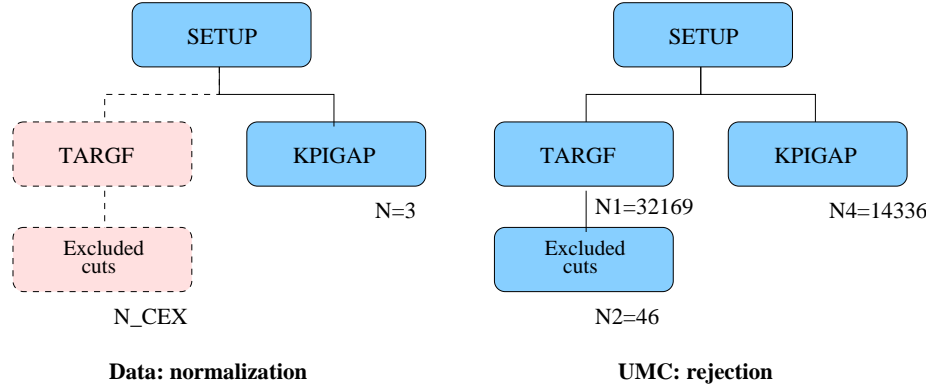 SETUP
SETUP
TARGF
KPIGAP
TARGF
KPIGAP
N=3
N1=32169
N4=14336
Excluded
cuts
Excluded
cuts
N_CEX
N2=46
Data: normalization
UMC: rejection